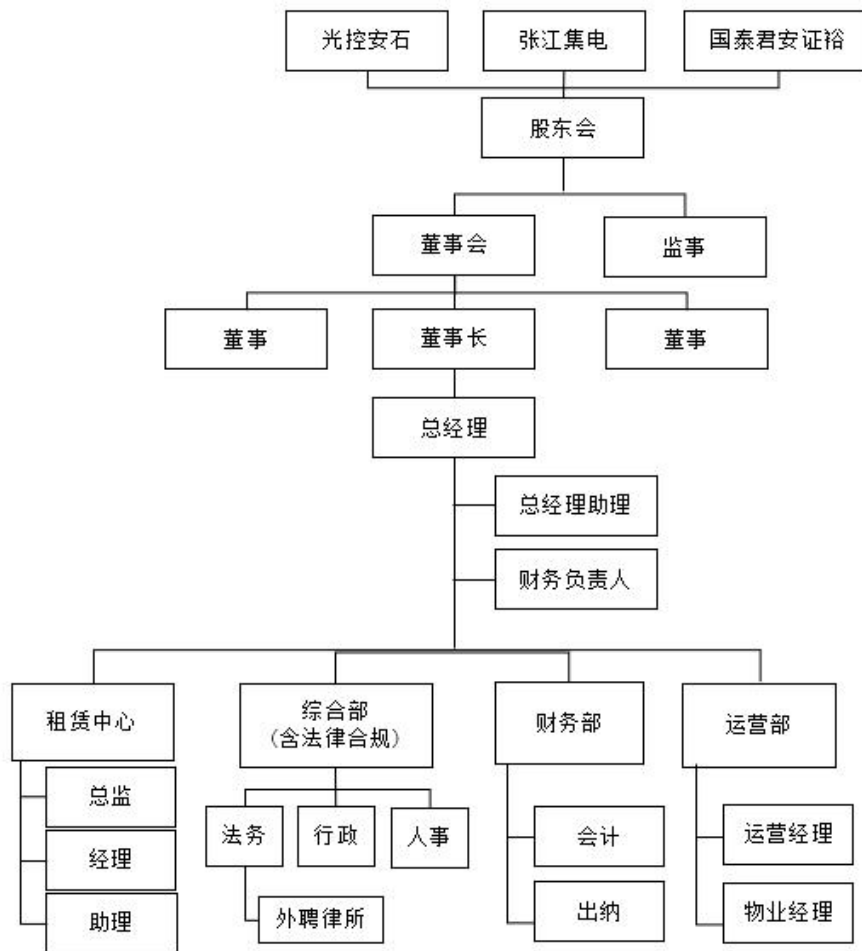 光控安石
张江集电
国泰君安证裕
股东会
董事会
监事
董事
董事长
董事
总经理
总经理助理
财务负责人
租赁中心
综合部
(含法律合规)
财务部
运营部
总监
经理
助理
法务
行政
人事
外聘律所
会计
出纳
运营经理
物业经理